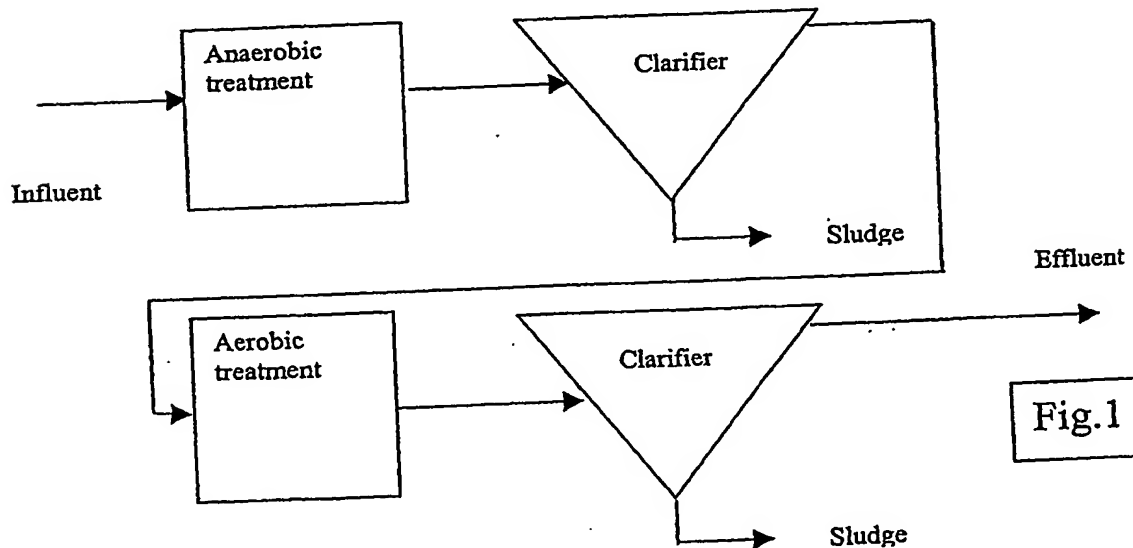 Anaerobic
treatment
Clarifier
Influent
Sludge
Effluent
Aerobic
treatment
Clarifier
Fig.1
Sludge